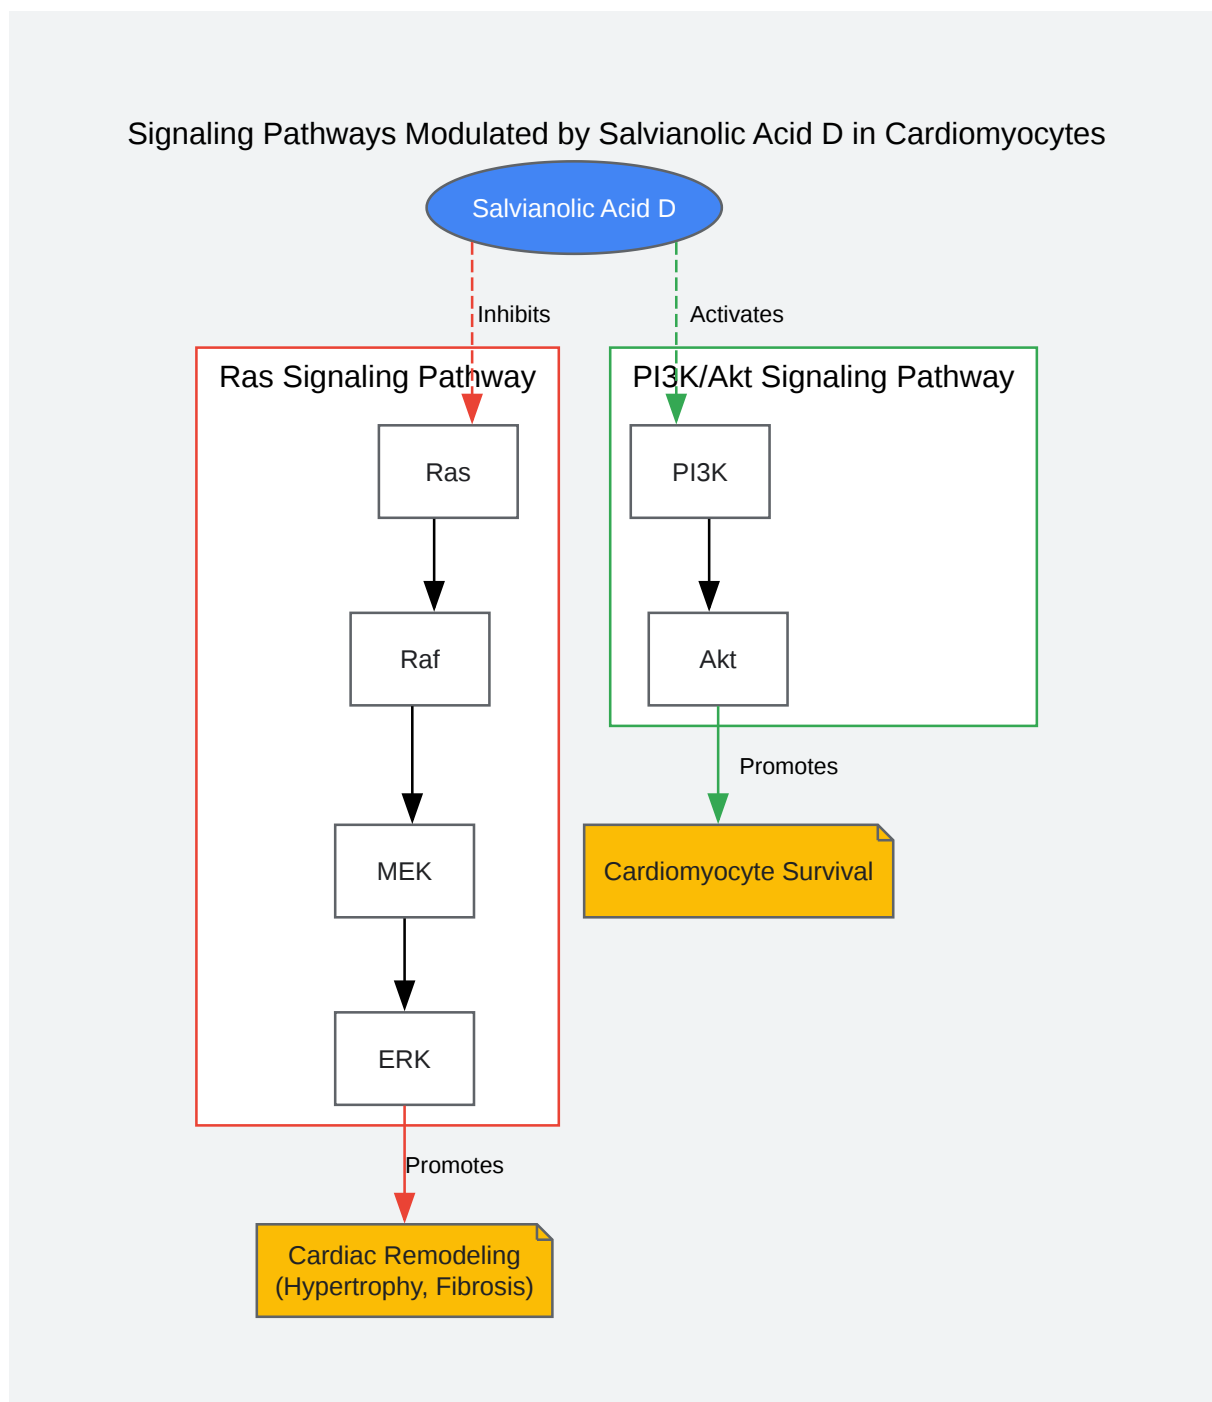 Signaling Pathways Modulated by Salvianolic Acid D in Cardiomyocytes
Salvianolic Acid D
Inhibits
Activates
Ras Signaling Pathway
PI3K/Akt Signaling Pathway
Ras
PI3K
Raf
Akt
Promotes
MEK
Cardiomyocyte Survival
ERK
Promotes
Cardiac Remodeling
(Hypertrophy, Fibrosis)